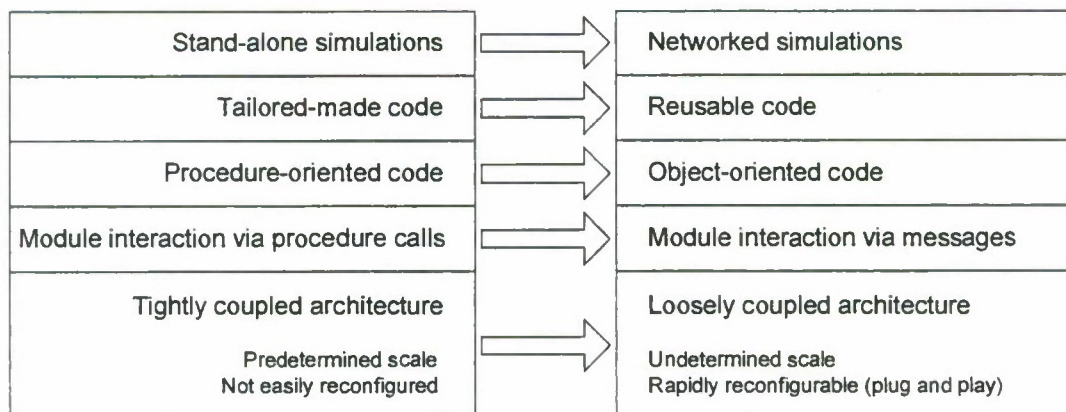 Stand-alone simulations
Networked simulations
Tailored-made code
Reusable code
Procedure-oriented code
Object-oriented code
Module interaction via procedure calls
Module interaction via messages
Tightly coupled architecture
Loosely coupled architecture
Predetermined scale
Undetermined scale
Not easily reconfigured
Rapidly reconfigurable (plug and play)